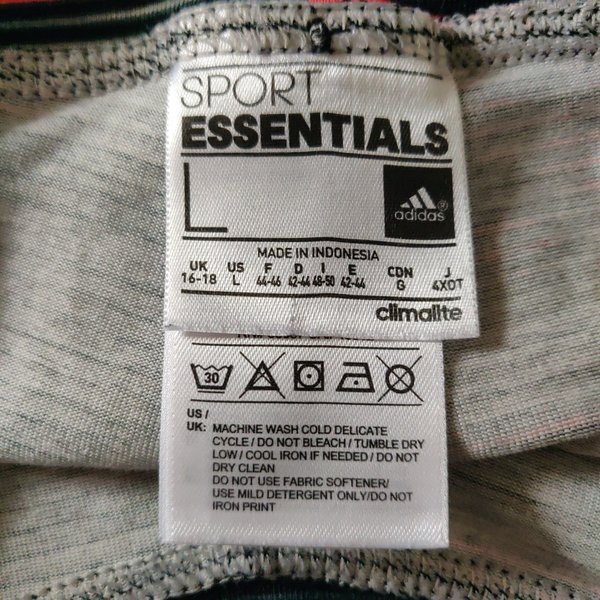 SPORT
ESSENTIALS
L
adidas ®
MADE IN INDONESIA
UK US F D I E CDN J
16-18 L 44-46 42-44 48-50 42-44 G 4XOT
climalite
30
US /
UK: MACHINE WASH COLD DELICATE
CYCLE / DO NOT BLEACH / TUMBLE DRY
LOW / COOL IRON IF NEEDED / DO NOT
DRY CLEAN
DO NOT USE FABRIC SOFTENER/
USE MILD DETERGENT ONLY/DO NOT
IRON PRINT